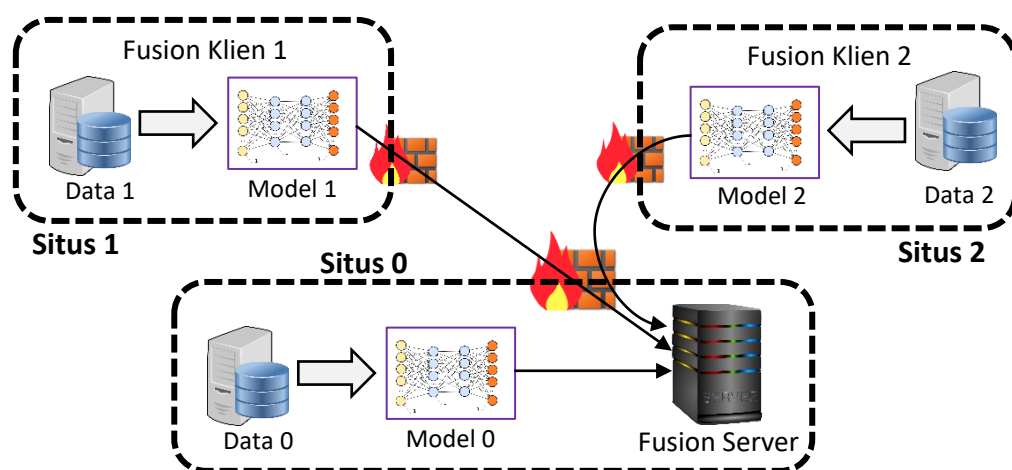 Fusion Klien 1
Data 1
Model 1
Situs 1
Fusion Klien 2
Model 2
Data 2
Situs 2
Situs 0
Data 0
Model 0
SERVER
Fusion Server